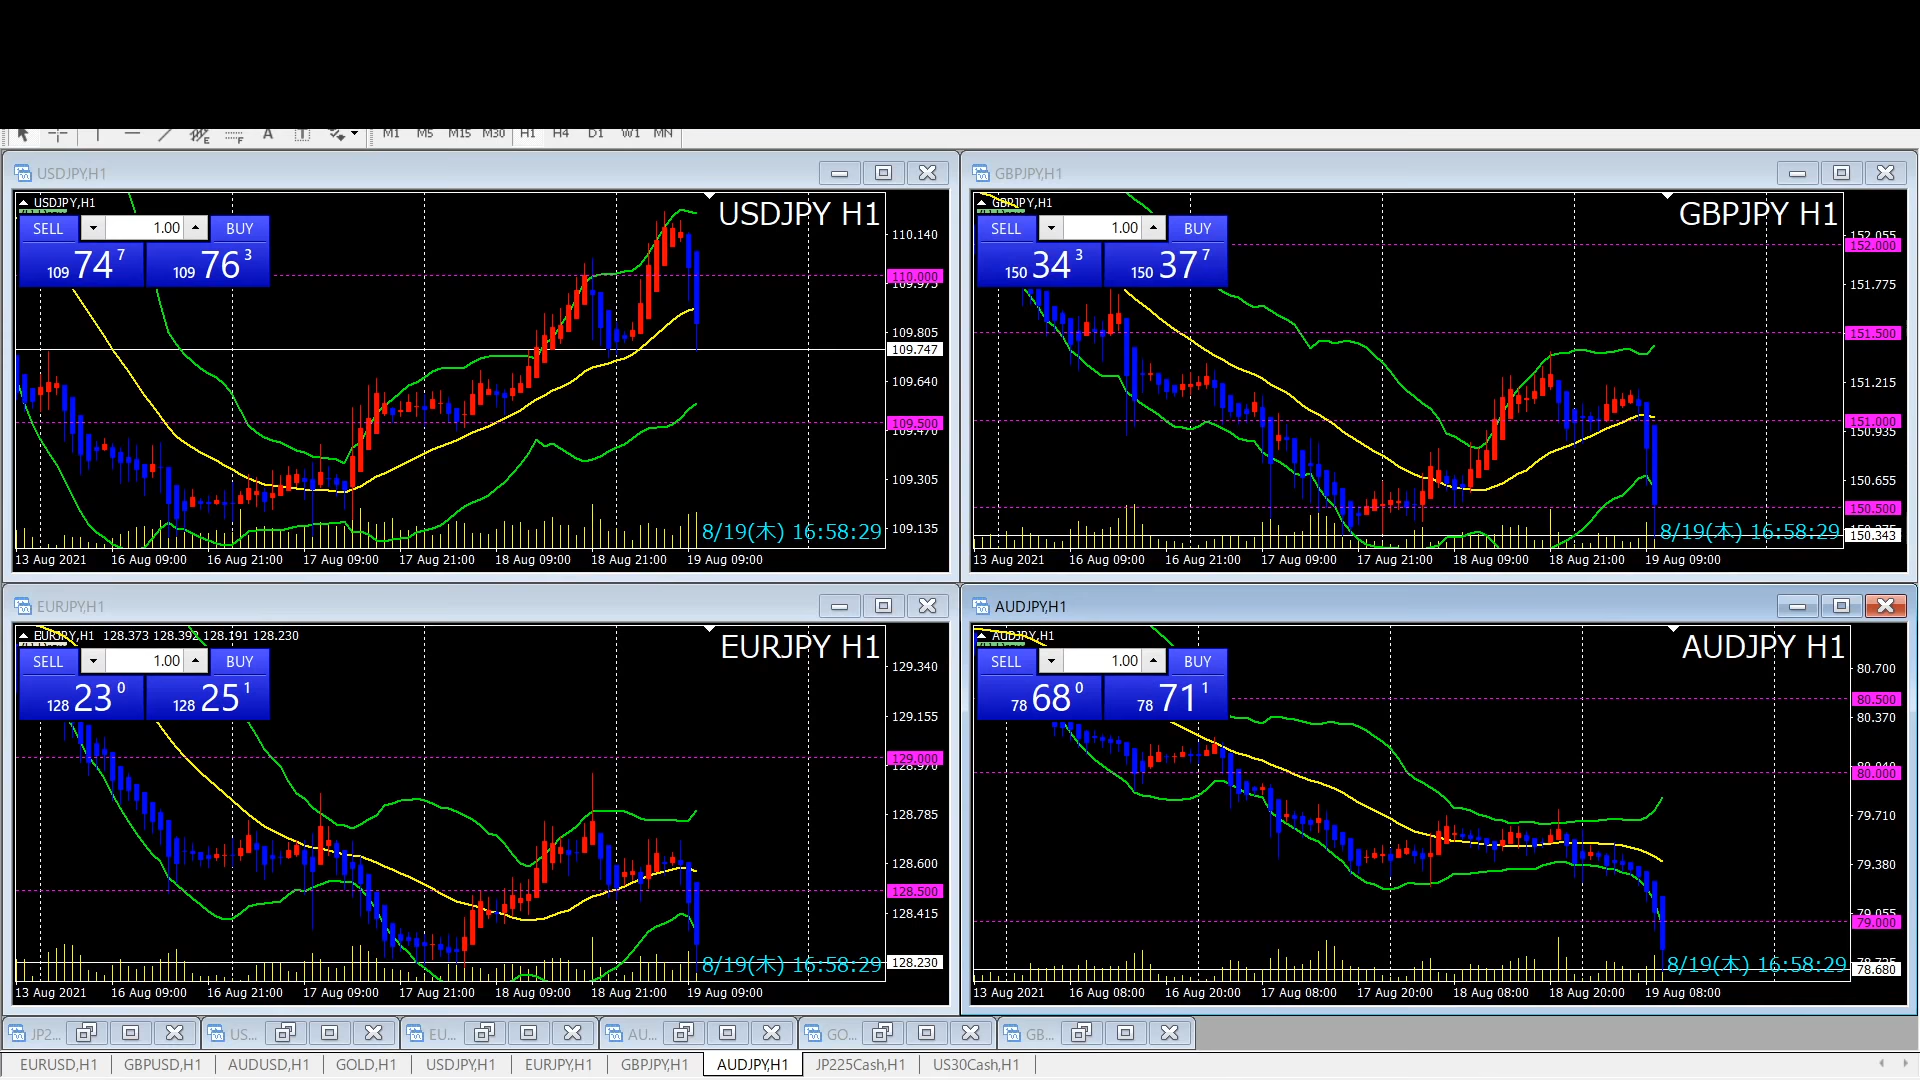 A
M1 M5 M15 M30 H1 H4 D1 W1 MN
USDJPY,H1
USDJPY,H1
USDJPY H1
SELL 1.00 BUY
109 74 7 109 76 3
110.140
110.000
109.975
109.805
109.747
109.640
109.500
109.470
109.305
109.135
8/19(木) 16:58:29
13 Aug 2021 16 Aug 09:00 16 Aug 21:00 17 Aug 09:00 17 Aug 21:00 18 Aug 09:00 18 Aug 21:00 19 Aug 09:00
GBPJPY,H1
GBPJPY,H1
GBPJPY H1
SELL 1.00 BUY
150 34 3 150 37 7
152.055
152.000
151.775
151.500
151.215
151.000
150.935
150.655
150.500
150.343
8/19(木) 16:58:29
13 Aug 2021 16 Aug 09:00 16 Aug 21:00 17 Aug 09:00 17 Aug 21:00 18 Aug 09:00 18 Aug 21:00 19 Aug 09:00
EURJPY,H1
EURJPY,H1 128.373 128.392 128.191 128.230
EURJPY H1
SELL 1.00 BUY
128 23 0 128 25 1
129.340
129.155
129.000
128.970
128.785
128.600
128.500
128.415
128.230
8/19(木) 16:58:29
13 Aug 2021 16 Aug 09:00 16 Aug 21:00 17 Aug 09:00 17 Aug 21:00 18 Aug 09:00 18 Aug 21:00 19 Aug 09:00
AUDJPY,H1
AUDJPY,H1
AUDJPY H1
SELL 1.00 BUY
78 68 0 78 71 1
80.700
80.500
80.370
80.040
80.000
79.710
79.380
79.055
79.000
78.680
8/19(木) 16:58:29
13 Aug 2021 16 Aug 08:00 16 Aug 20:00 17 Aug 08:00 17 Aug 20:00 18 Aug 08:00 18 Aug 20:00 19 Aug 08:00
JP2... US... EU... AU... GO... GB...
EURUSD,H1 GBPUSD,H1 AUDUSD,H1 GOLD,H1 USDJPY,H1 EURJPY,H1 GBPJPY,H1 AUDJPY,H1 JP225Cash,H1 US30Cash,H1